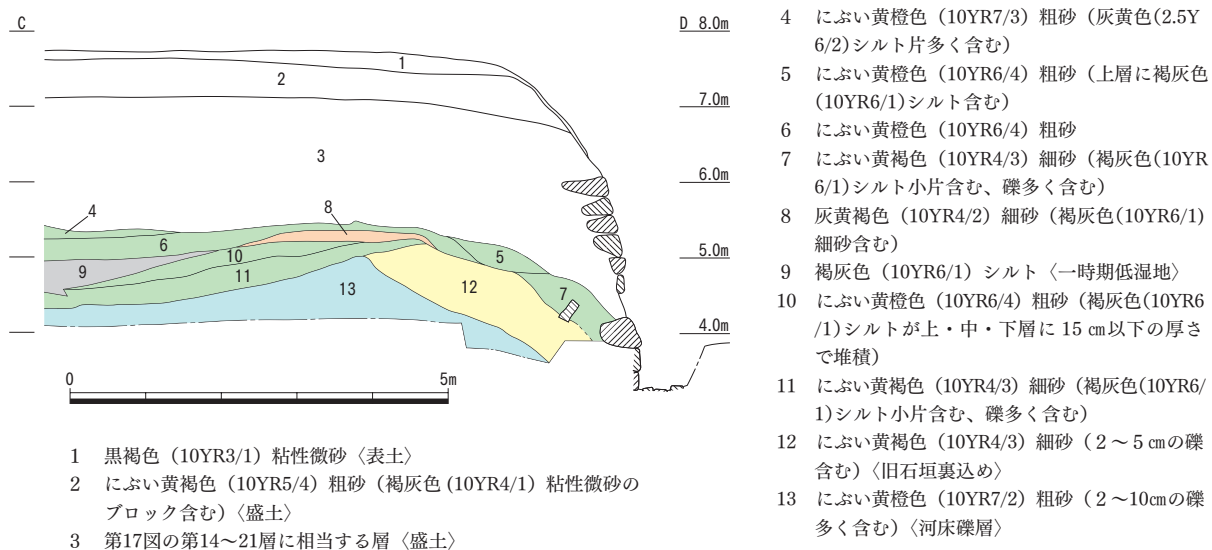 C
D 8.0m
1
2
7.0m
3
6.0m
8
4
6
5.0m
10
5
9
11
12
13
7
4.0m
0
5m
1 黒褐色（10YR3/1）粘性微砂〈表土〉
2 にぶい黄褐色（10YR5/4）粗砂（褐灰色 (10YR4/1) 粘性微砂の
ブロック含む）〈盛土〉
3 第17図の第14～21層に相当する層〈盛土〉
4 にぶい黄橙色（10YR7/3）粗砂（灰黄色(2.5Y
6/2)シルト片多く含む）
5 にぶい黄橙色（10YR6/4）粗砂（上層に褐灰色
(10YR6/1)シルト含む）
6 にぶい黄橙色（10YR6/4）粗砂
7 にぶい黄褐色（10YR4/3）細砂（褐灰色(10YR
6/1)シルト小片含む、礫多く含む）
8 灰黄褐色（10YR4/2）細砂（褐灰色(10YR6/1)
細砂含む）
9 褐灰色（10YR6/1）シルト〈一時期低湿地〉
10 にぶい黄橙色（10YR6/4）粗砂（褐灰色(10YR6
/1)シルトが上・中・下層に 15 ㎝以下の厚さ
で堆積）
11 にぶい黄褐色（10YR4/3）細砂（褐灰色(10YR6/
1)シルト小片含む、礫多く含む）
12 にぶい黄褐色（10YR4/3）細砂（２～５㎝の礫
含む）〈旧石垣裏込め〉
13 にぶい黄橙色（10YR7/2）粗砂（２～10㎝の礫
多く含む）〈河床礫層〉